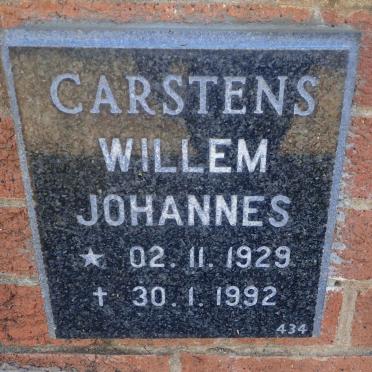 CARSTENS
WILLEM
JOHANNES
★ 02.11.1929
✝ 30.1.1992
434